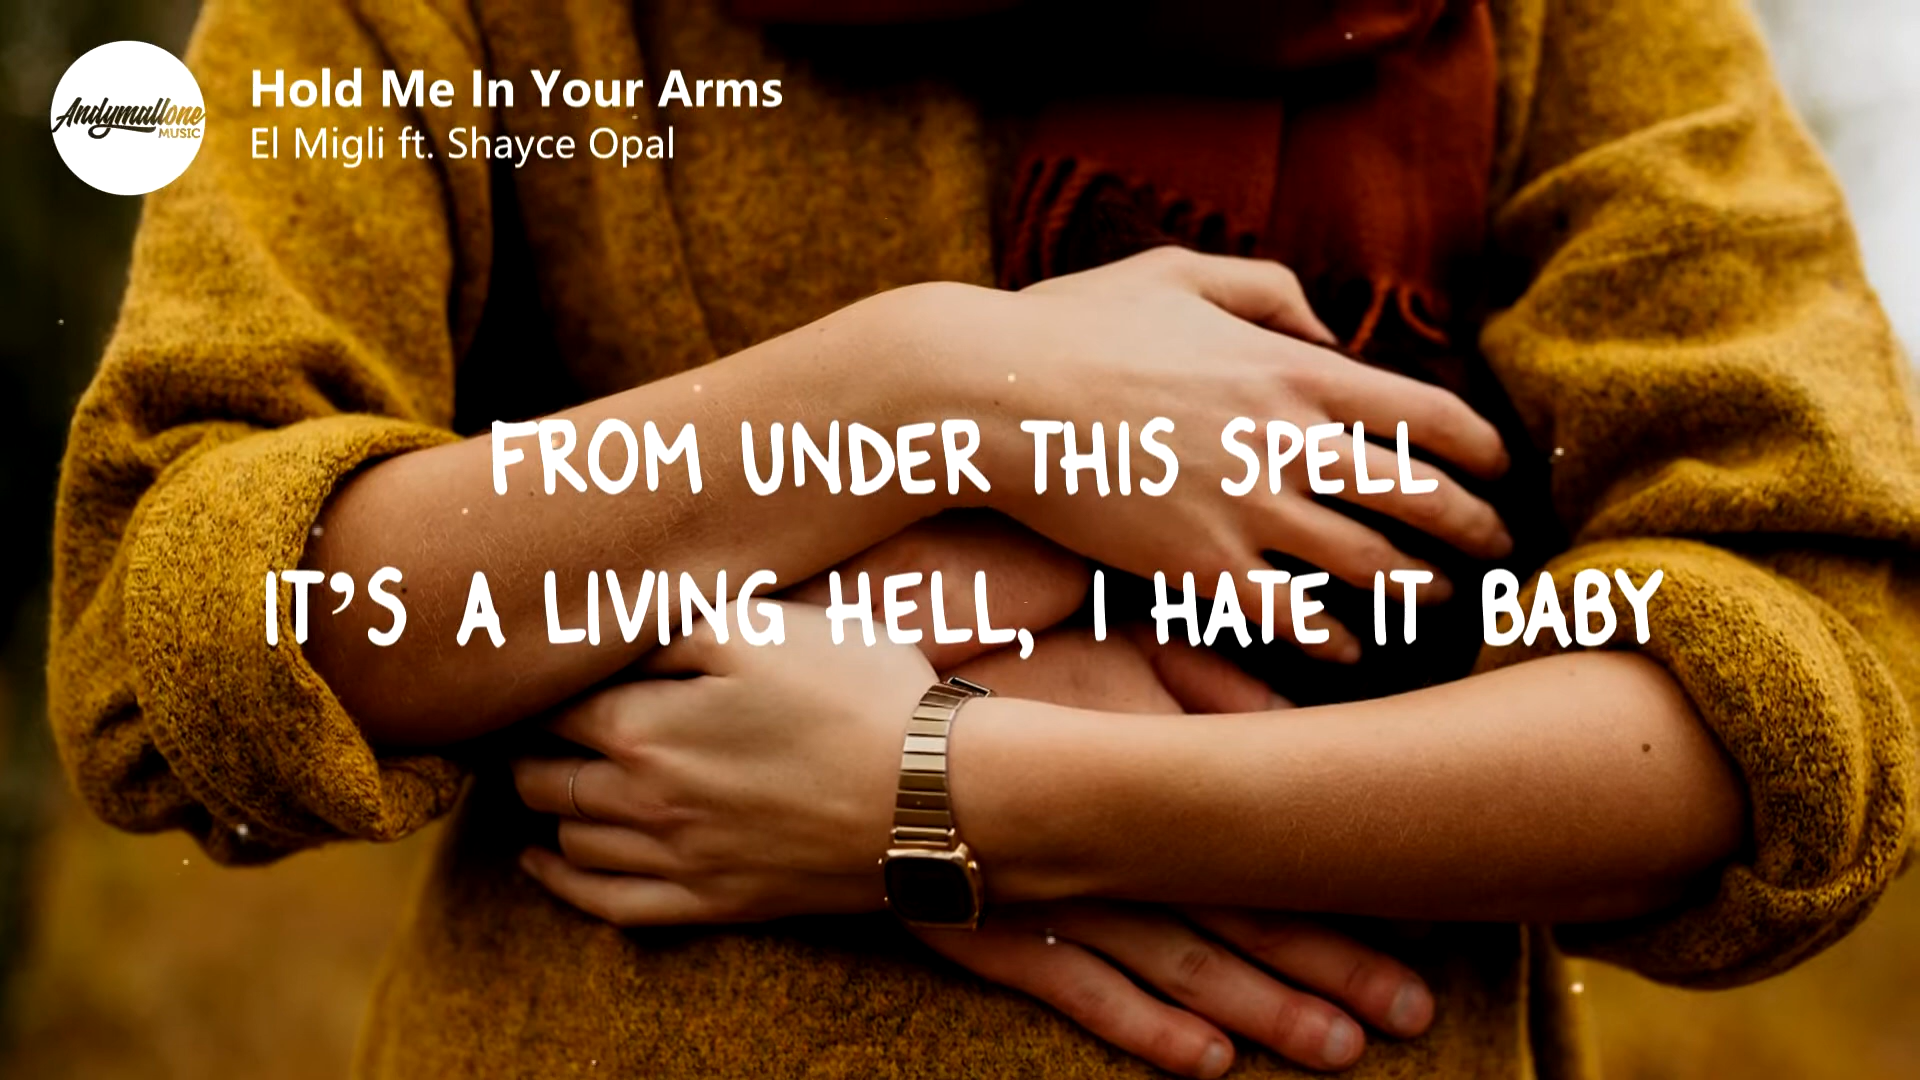 Andymallone
MUSIC
Hold Me In Your Arms
El Migli ft. Shayce Opal
FROM UNDER THIS SPELL
IT'S A LIVING HELL, I HATE IT BABY